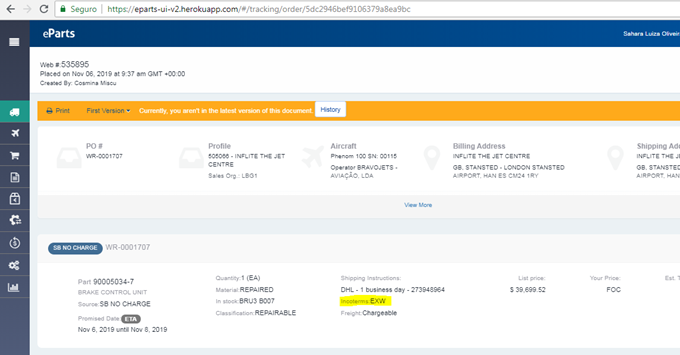 Seguro https://eparts-ui-v2.herokuapp.com/#/tracking/order/5dc2946bef9106379a8ea9bc
eParts
Sahara Luiza Oliveir
Web #:535895
Placed on Nov 06, 2019 at 9:37 am GMT +00:00
Created By: Cosmina Miscu
Print First Version Currently, you aren't in the latest version of this document. History
PO #
WR-0001707
Profile
505066 - INFLITE THE JET
CENTRE
Sales Org.: LBG1
Aircraft
Phenom 100 SN: 00115
Operator BRAVOJETS -
AVIAÇÃO, LDA
Billing Address
INFLITE THE JET CENTRE
GB, STANSTED - LONDON STANSTED
AIRPORT, HAN ES CM24 1RY
Shipping Add
INFLITE THE JE
GB, STANSTED
AIRPORT, HAN
View More
SB NO CHARGE WR-0001707
Part 90005034-7
BRAKE CONTROL UNIT
Source: SB NO CHARGE
Promised Date ETA
Nov 6, 2019 until Nov 8, 2019
Quantity:1 (EA)
Material:REPAIRED
In stock:BRU3 B007
Classification:REPAIRABLE
Shipping Instructions:
DHL - 1 business day - 273948964
Incoterms:EXW
Freight:Chargeable
List price:
$ 39,699.52
Your Price:
FOC
Est. T